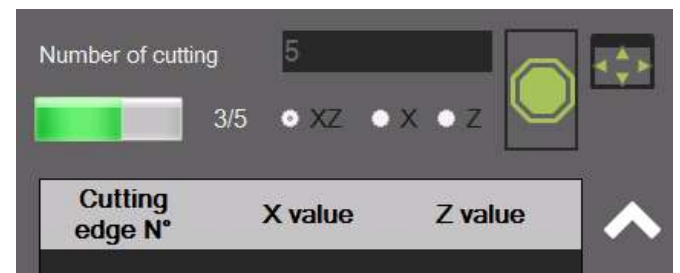 Number of cutting 5
3/5 XZ X Z
Cutting edge N° X value Z value